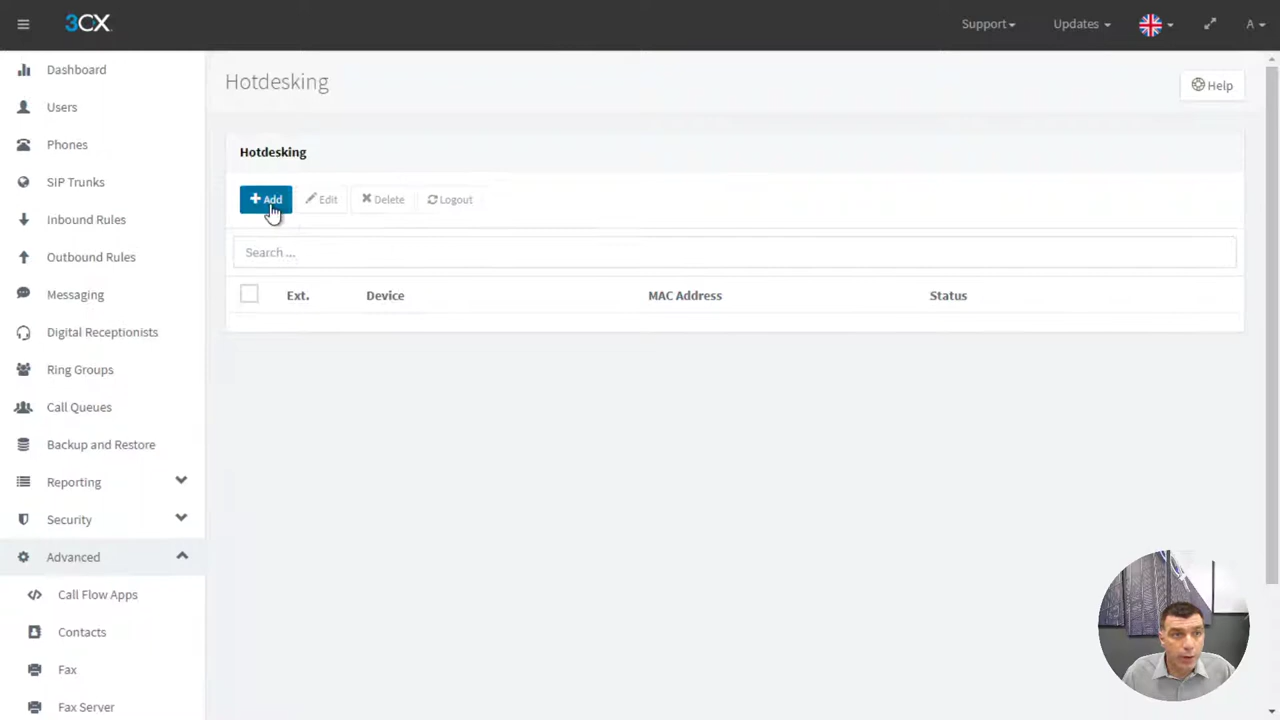 3CX
Support
Updates
A
Dashboard
Users
Phones
SIP Trunks
Inbound Rules
Outbound Rules
Messaging
Digital Receptionists
Ring Groups
Call Queues
Backup and Restore
Reporting
Security
Advanced
Call Flow Apps
Contacts
Fax
Fax Server
Hotdesking
Help
Hotdesking
Add Edit Delete Logout
Search ...
Ext. Device MAC Address Status